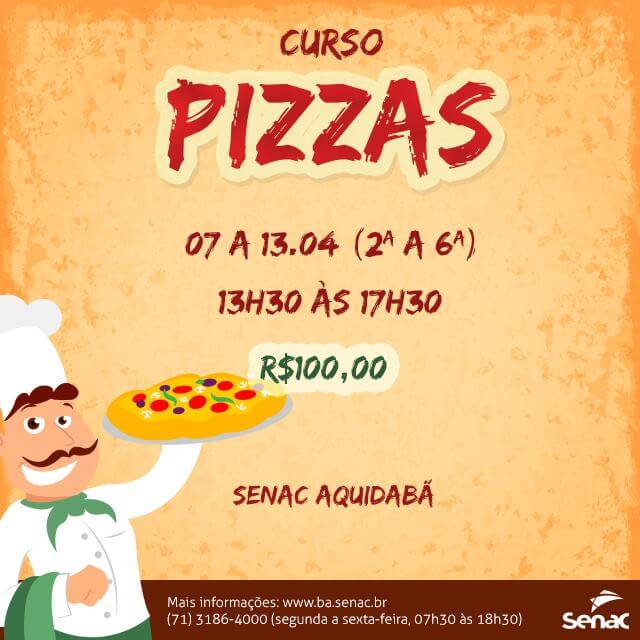 CURSO
PIZZAS
07 A 13.04 (2ª A 6ª)
13H30 ÀS 17H30
R$100,00
SENAC AQUIDABÃ
Mais informações: www.ba.senac.br
(71) 3186-4000 (segunda a sexta-feira, 07h30 às 18h30)
Senac